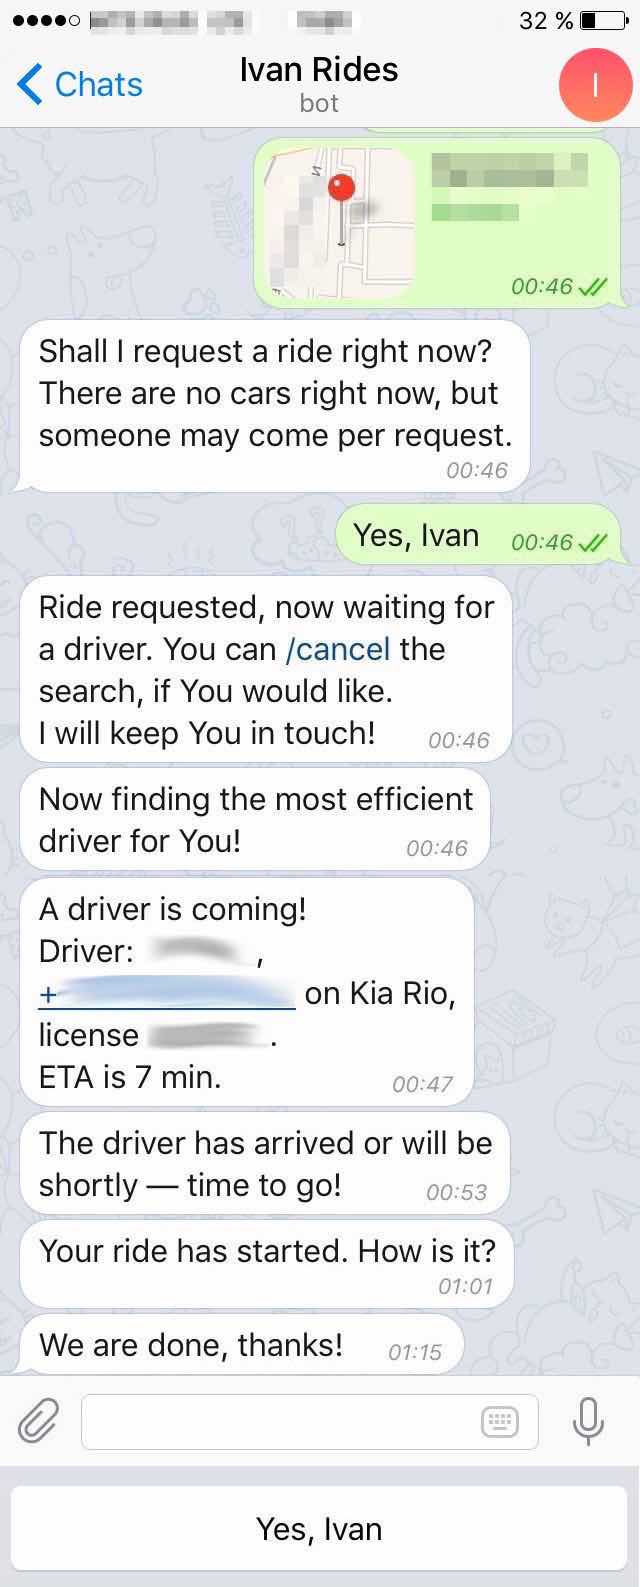 32 %
Chats
Ivan Rides
bot
I
00:46
Shall I request a ride right now?
There are no cars right now, but
someone may come per request.
00:46
Yes, Ivan 00:46
Ride requested, now waiting for
a driver. You can /cancel the
search, if You would like.
I will keep You in touch! 00:46
Now finding the most efficient
driver for You! 00:46
A driver is coming!
Driver: ,
+ on Kia Rio,
license .
ETA is 7 min. 00:47
The driver has arrived or will be
shortly — time to go! 00:53
Your ride has started. How is it?
01:01
We are done, thanks! 01:15
Yes, Ivan